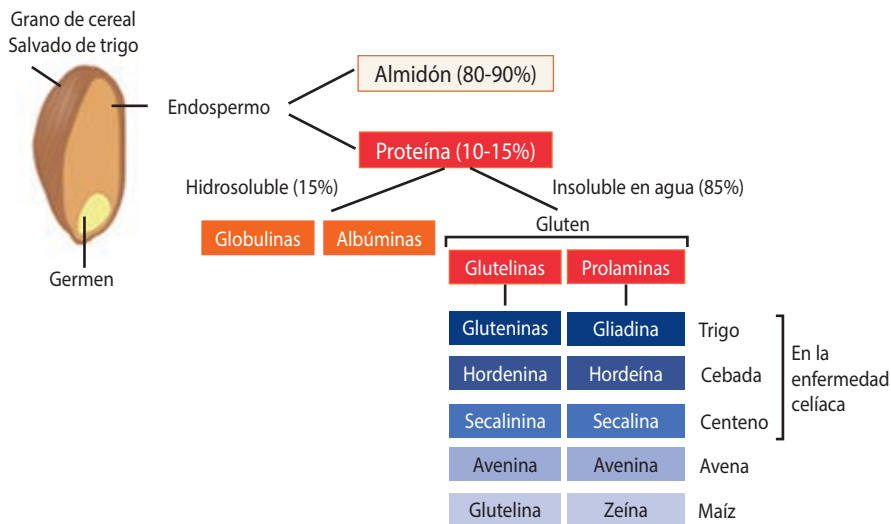 Grano de cereal
Salvado de trigo
Endospermo
Germen
Almidón (80-90%)
Proteína (10-15%)
Hidrosoluble (15%)
Insoluble en agua (85%)
Globulinas
Albúminas
Gluten
Glutelinas
Prolaminas
Gluteninas
Gliadina
Trigo
Hordenina
Hordeína
Cebada
Secalinina
Secalina
Centeno
En la
enfermedad
celíaca
Avenina
Avenina
Avena
Glutelina
Zeína
Maíz